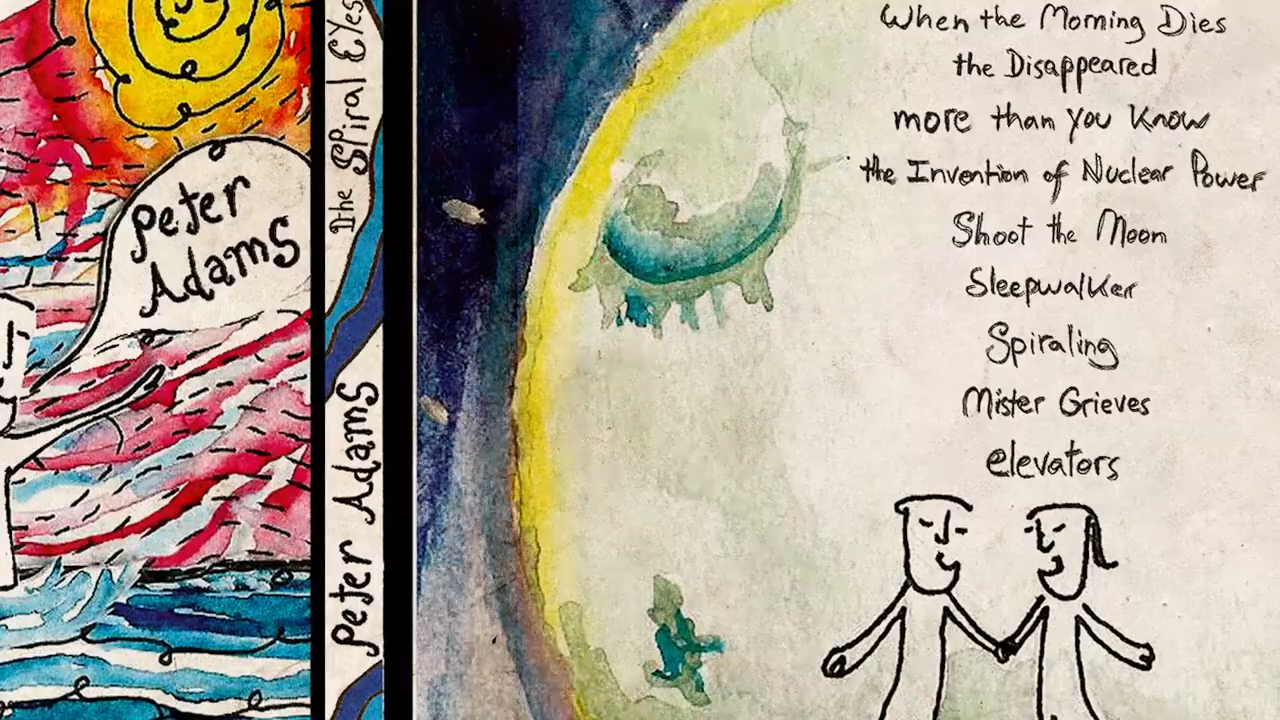 Peter
Adams
The Spiral Eyes
Peter Adams
When the Morning Dies
the Disappeared
more than you know
the Invention of Nuclear Power
Shoot the Moon
Sleepwalker
Spiraling
Mister Grieves
elevators